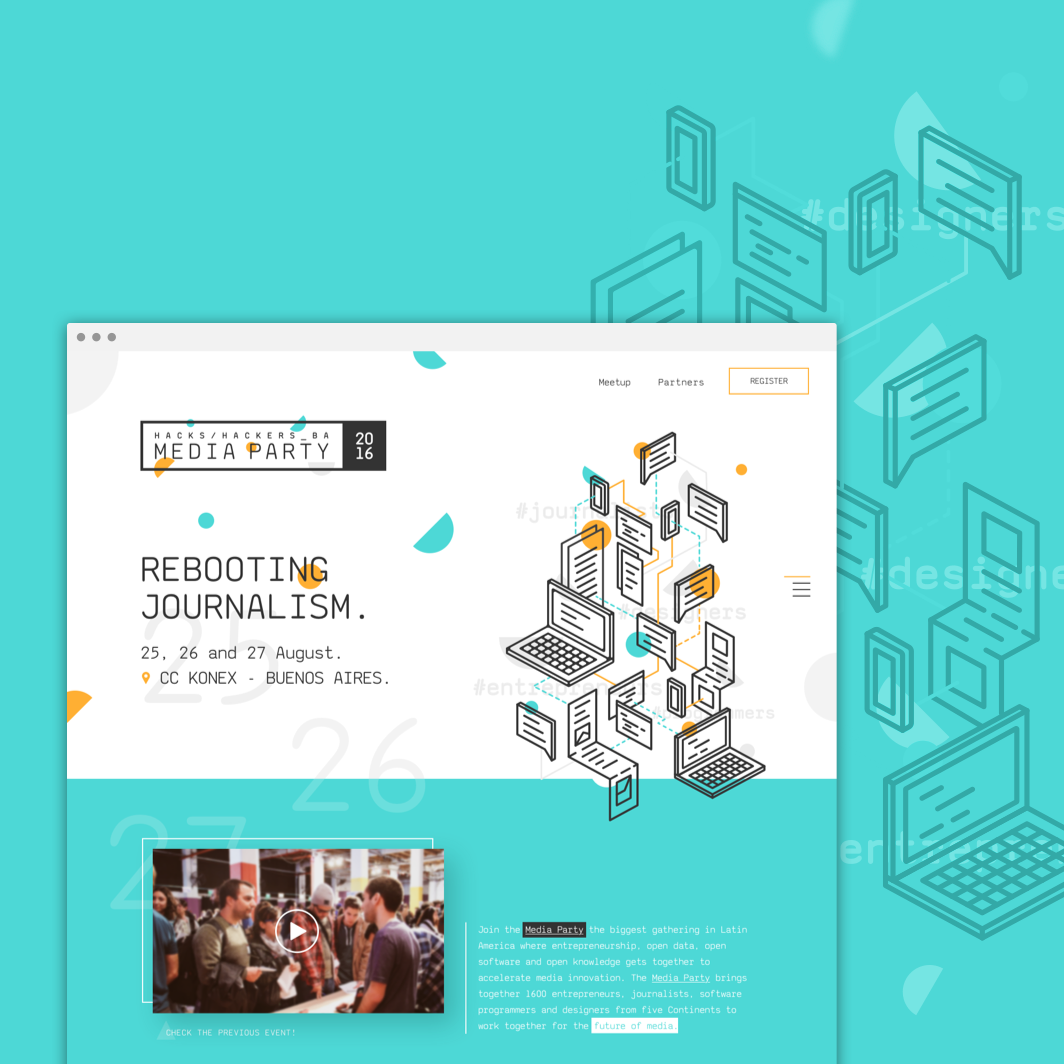 #designers
Meetup Partners REGISTER
HACKS/HACKERS_BA
MEDIA PARTY
20
16
#journalist
REBOOTING
JOURNALISM.
#designers
#designe
25, 26 and 27 August.
CC KONEX - BUENOS AIRES.
25
#entrepreneurs
26
27
Join the Media Party the biggest gathering in Latin
America where entrepreneurship, open data, open
software and open knowledge gets together to
accelerate media innovation. The Media Party brings
together 1600 entrepreneurs, journalists, software
programmers and designers from five Continents to
work together for the future of media.
CHECK THE PREVIOUS EVENT!